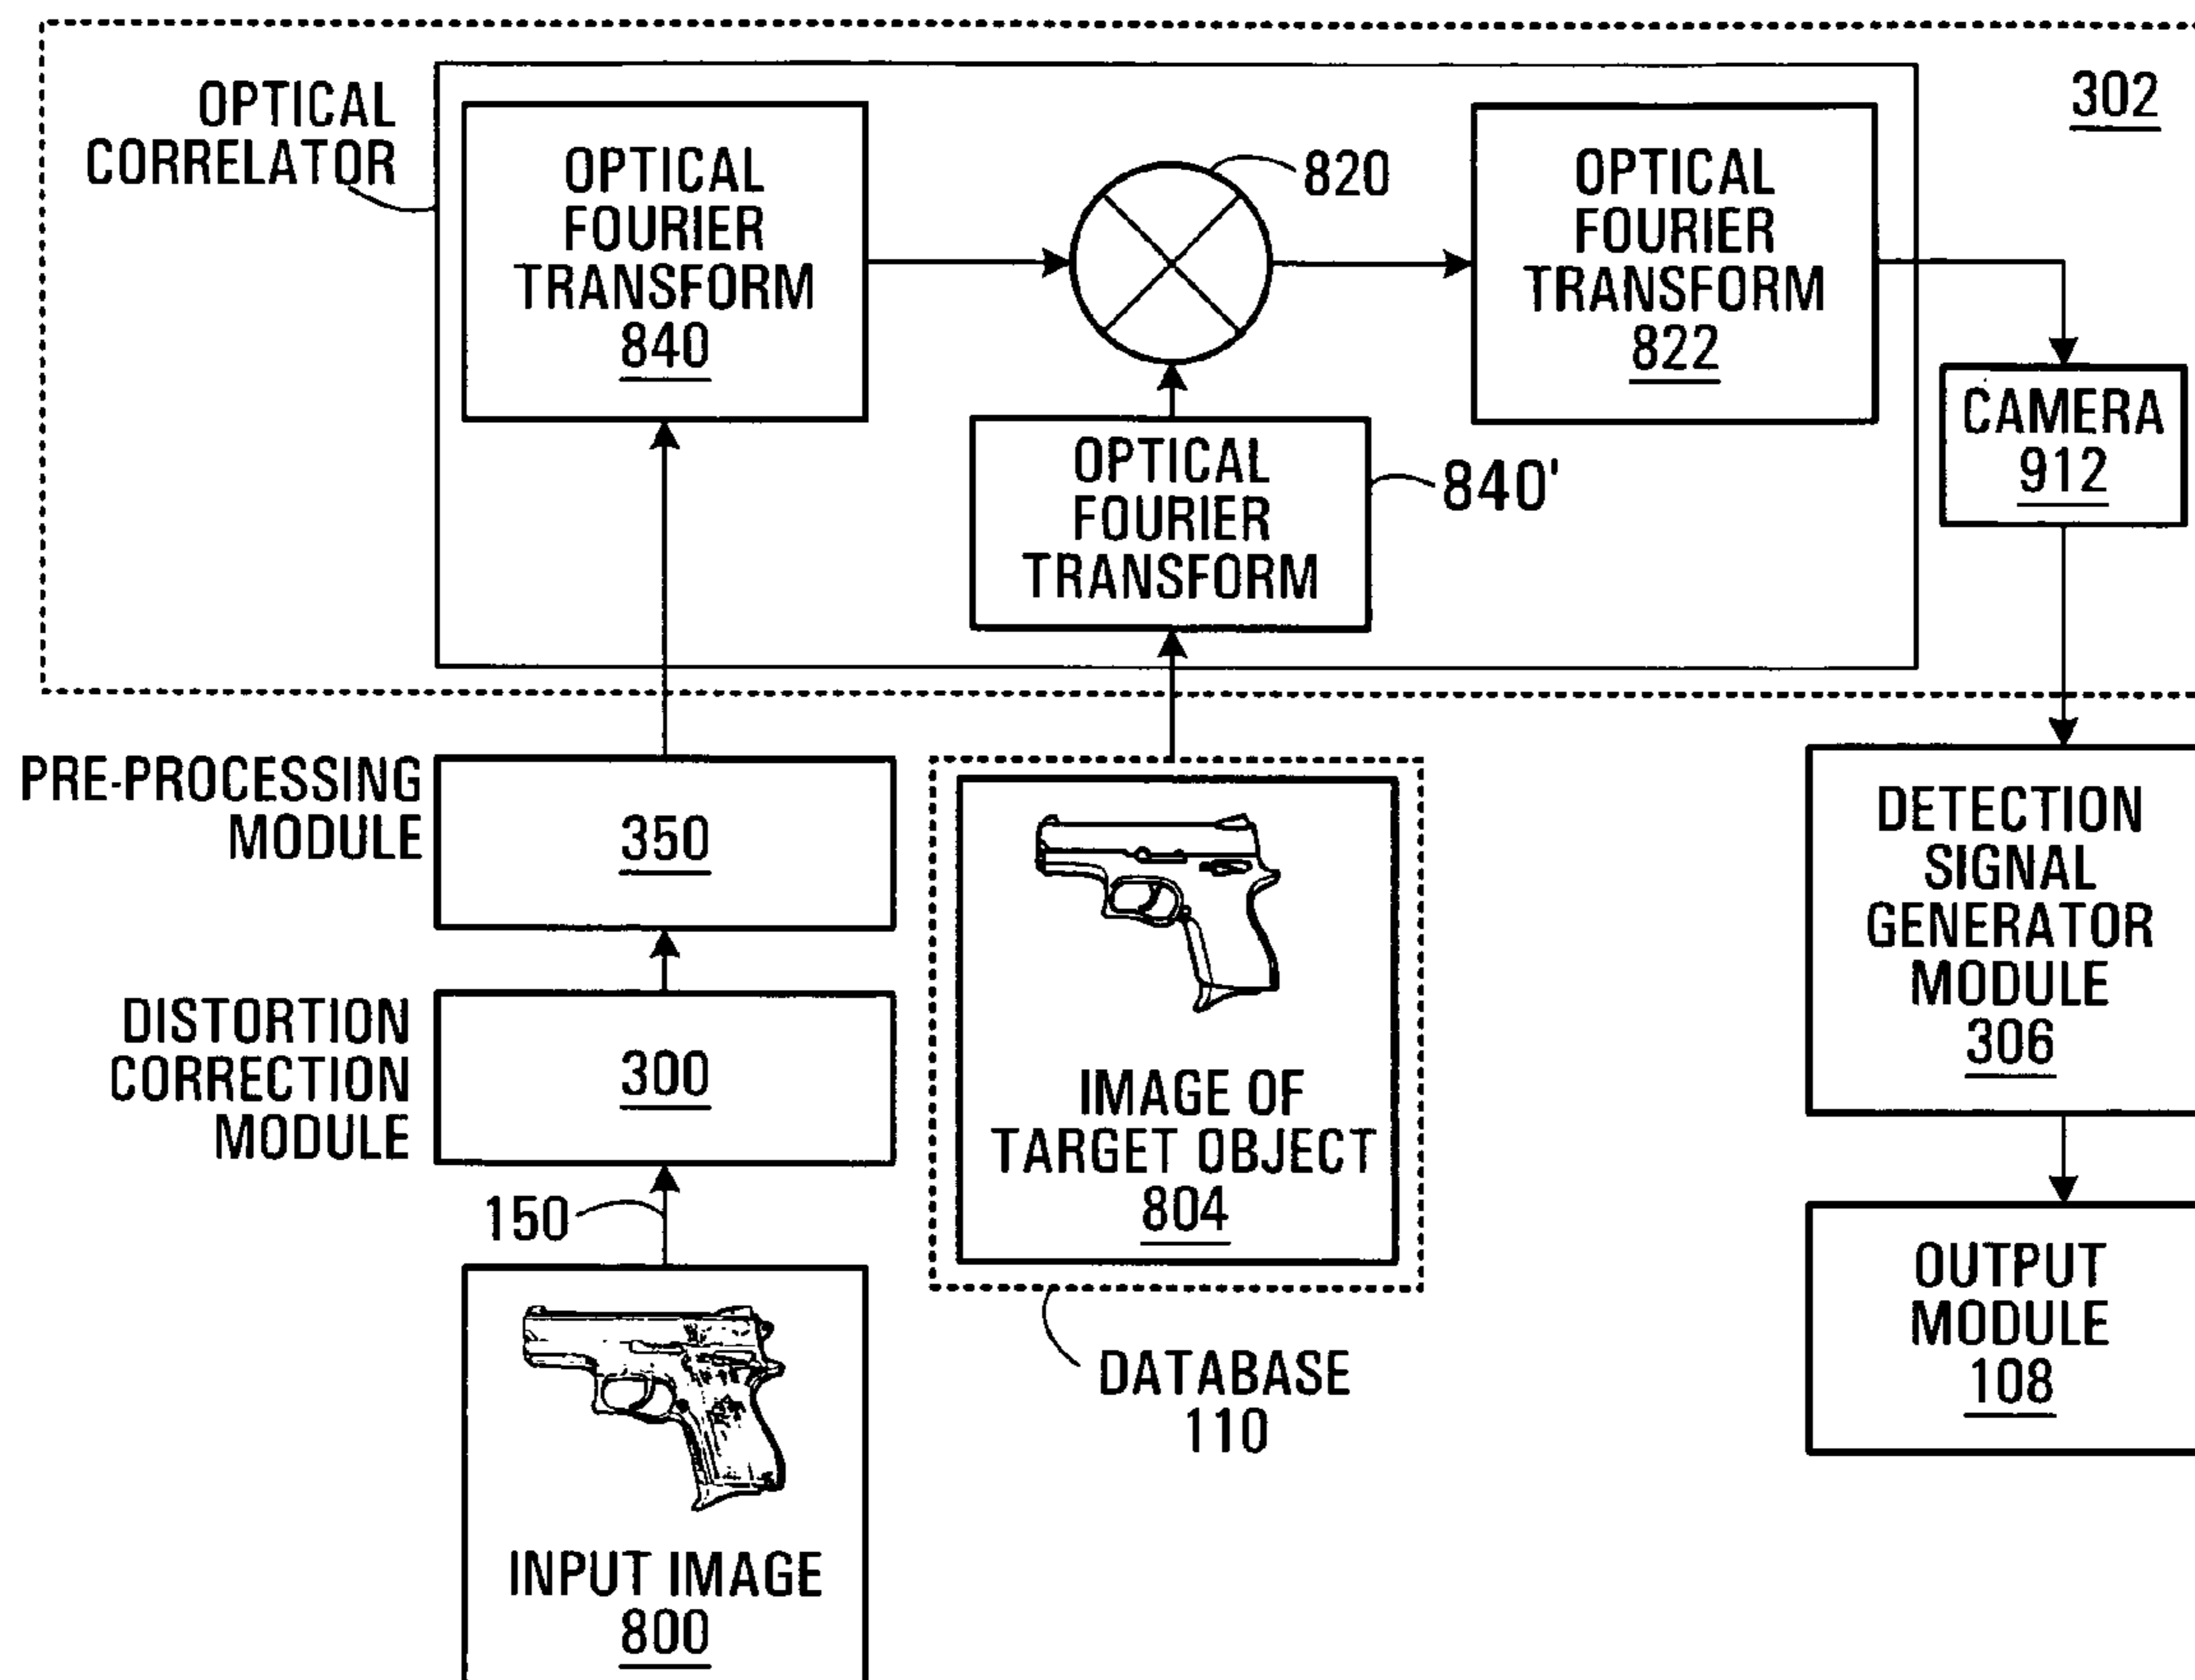 302
OPTICAL
CORRELATOR
OPTICAL
FOURIER
TRANSFORM
840
820
OPTICAL
FOURIER
TRANSFORM
822
OPTICAL
FOURIER
TRANSFORM
840'
CAMERA
912
PRE-PROCESSING
MODULE
350
DISTORTION
CORRECTION
MODULE
300
150
INPUT IMAGE
800
IMAGE OF
TARGET OBJECT
804
DATABASE
110
DETECTION
SIGNAL
GENERATOR
MODULE
306
OUTPUT
MODULE
108